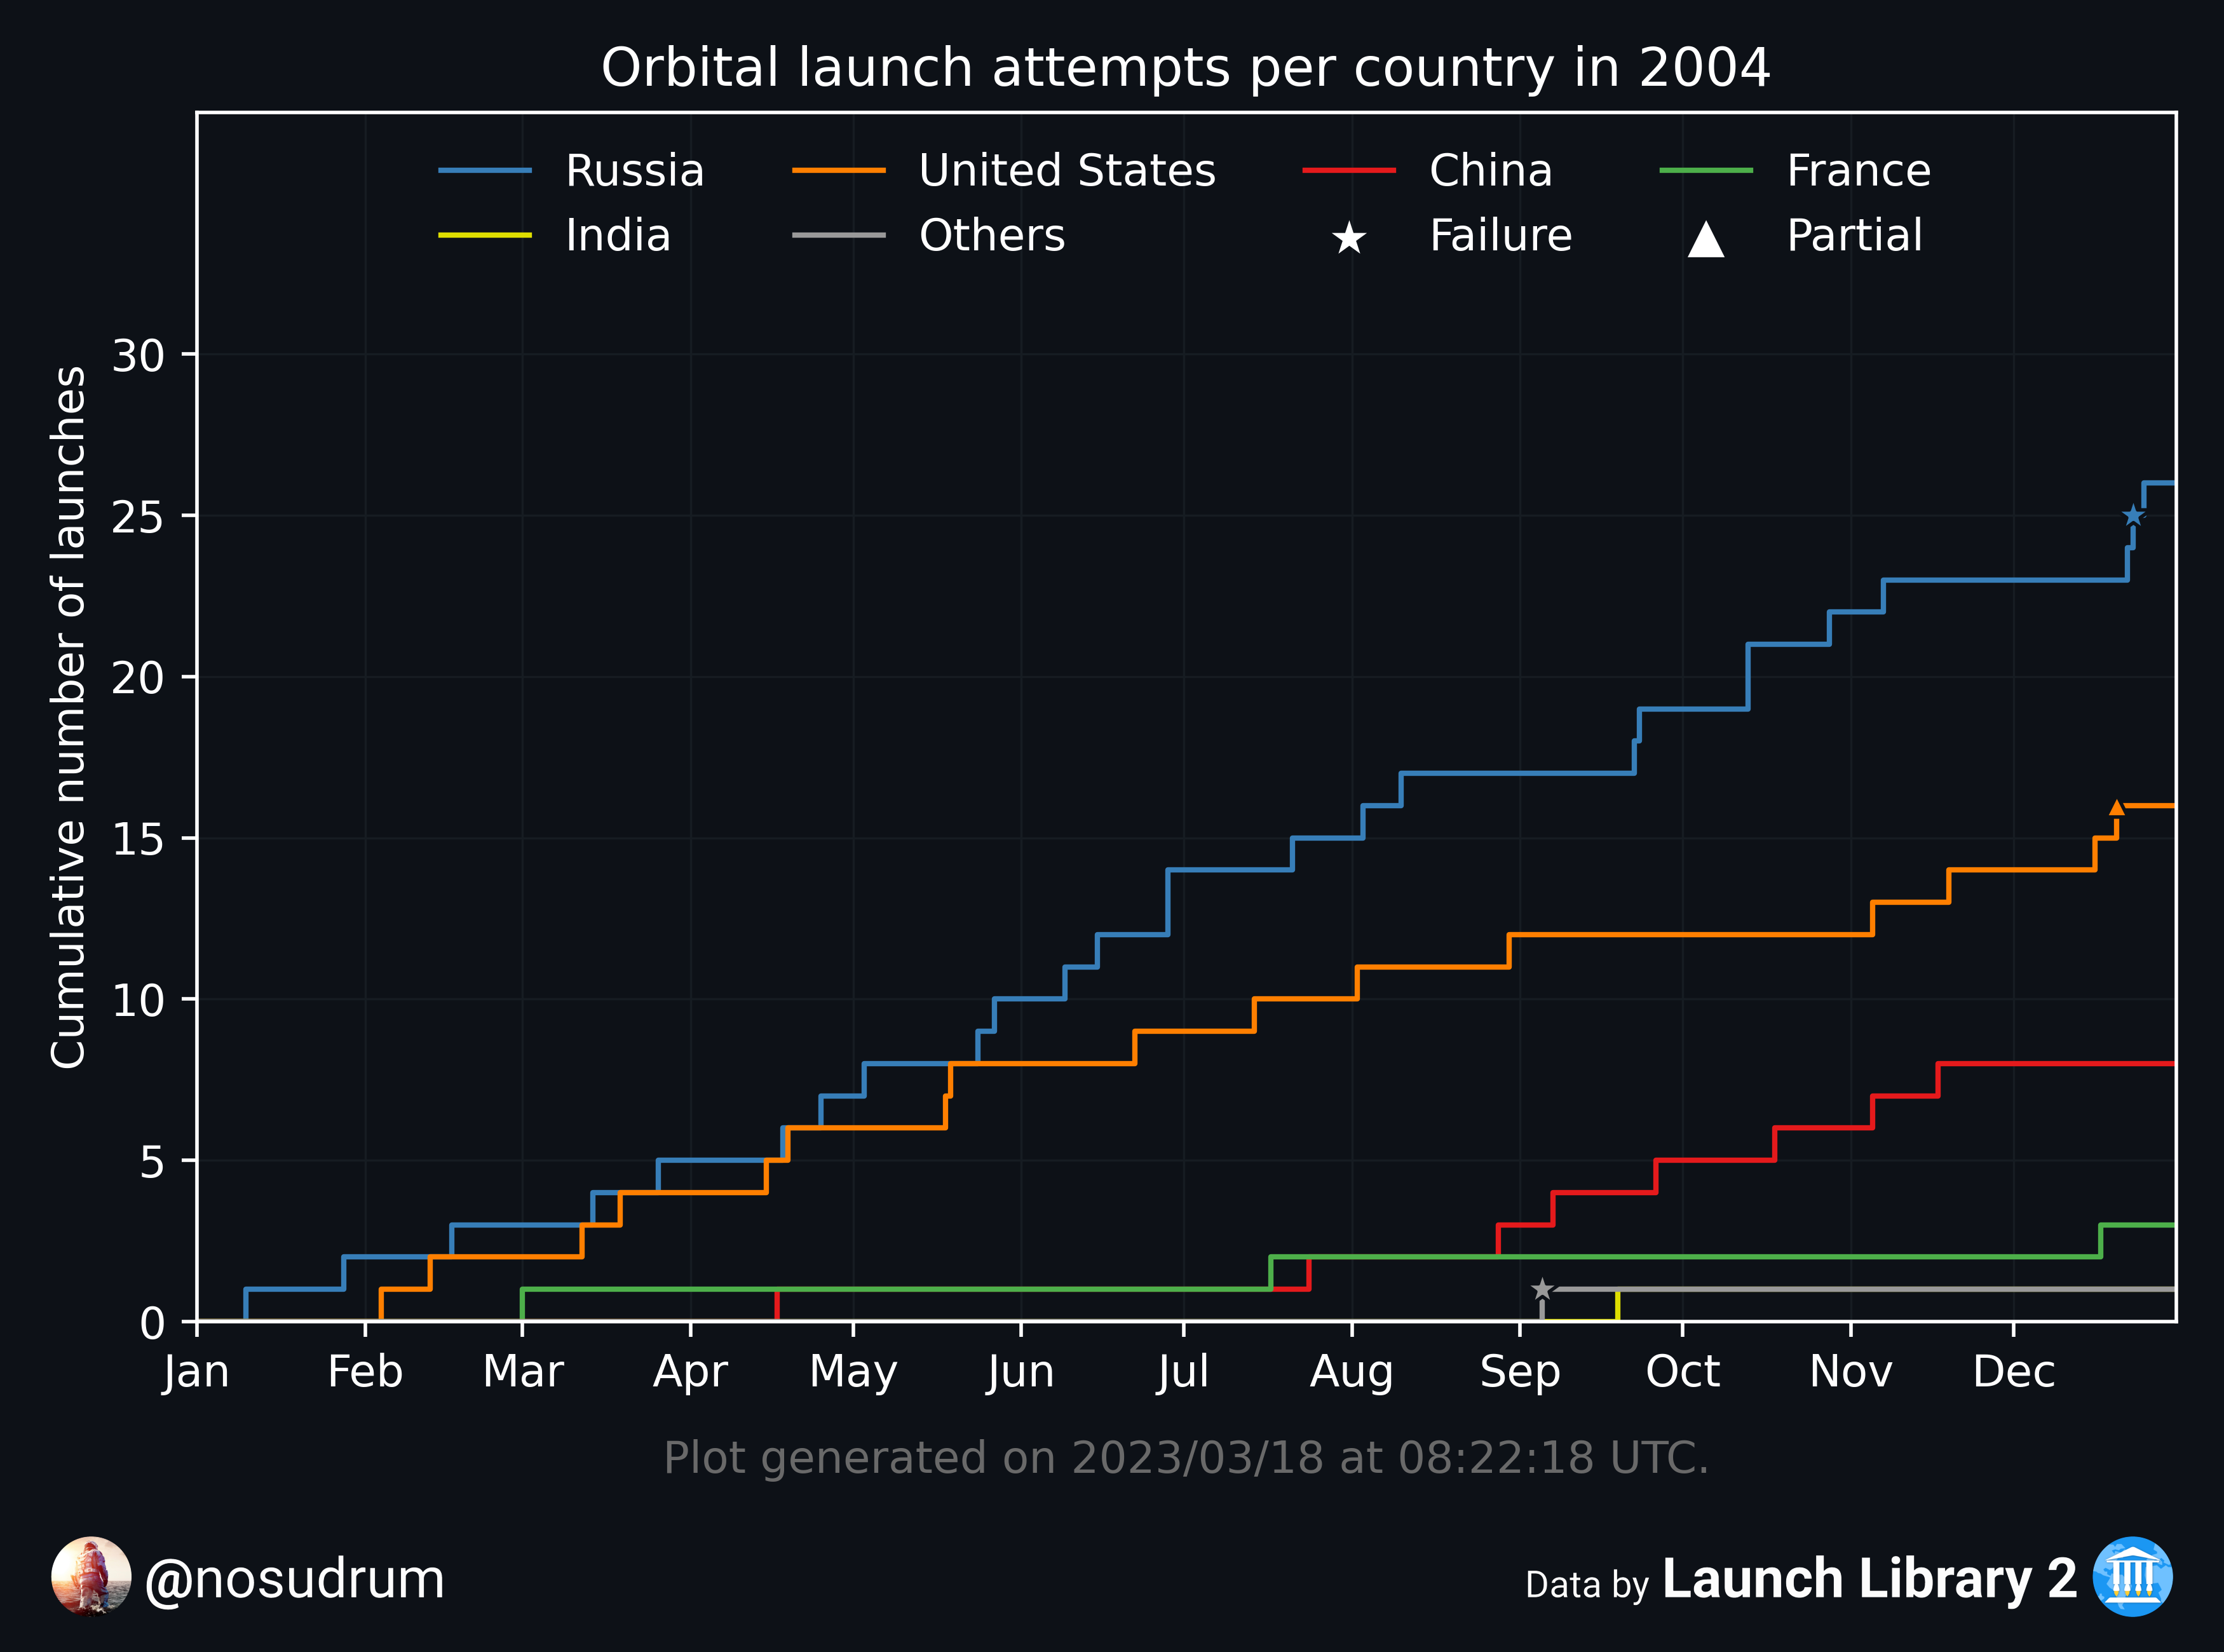 Orbital launch attempts per country in 2004
Russia United States China France
India Others Failure Partial
Cumulative number of launches
30
25
20
15
10
5
0
Jan Feb Mar Apr May Jun Jul Aug Sep Oct Nov Dec
Plot generated on 2023/03/18 at 08:22:18 UTC.
@nosudrum
Data by Launch Library 2